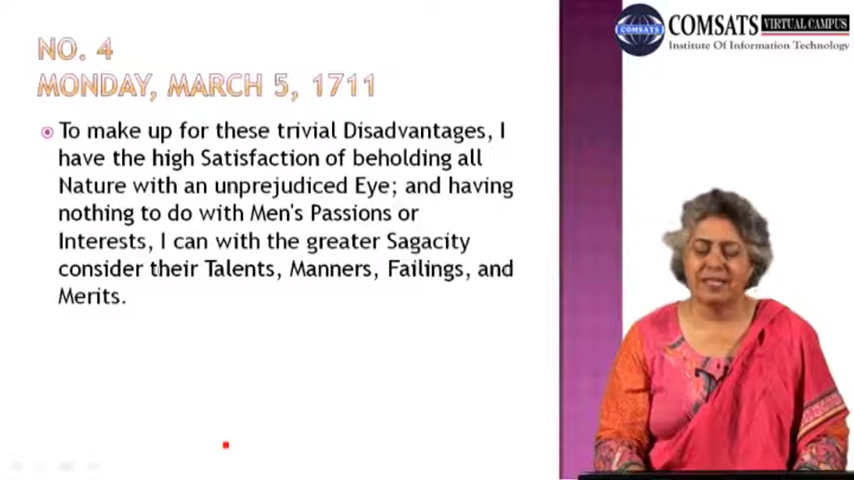 NO. 4
MONDAY, MARCH 5, 1711
To make up for these trivial Disadvantages, I
have the high Satisfaction of beholding all
Nature with an unprejudiced Eye; and having
nothing to do with Men's Passions or
Interests, I can with the greater Sagacity
consider their Talents, Manners, Failings, and
Merits.
COMSATS VIRTUAL CAMPUS
Institute Of Information Technology
COMSATS